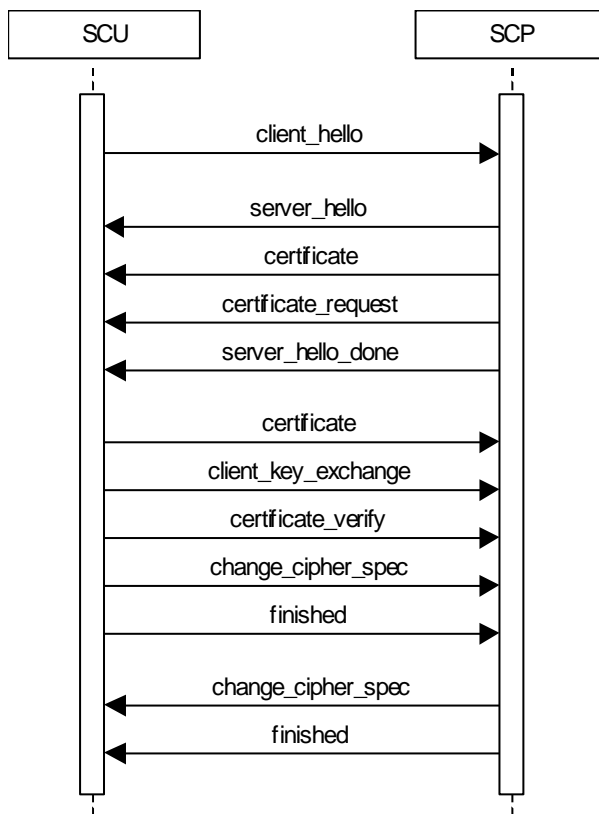 SCU
SCP
client_hello
server_hello
certificate
certificate_request
server_hello_done
certificate
client_key_exchange
certificate_verify
change_cipher_spec
finished
change_cipher_spec
finished